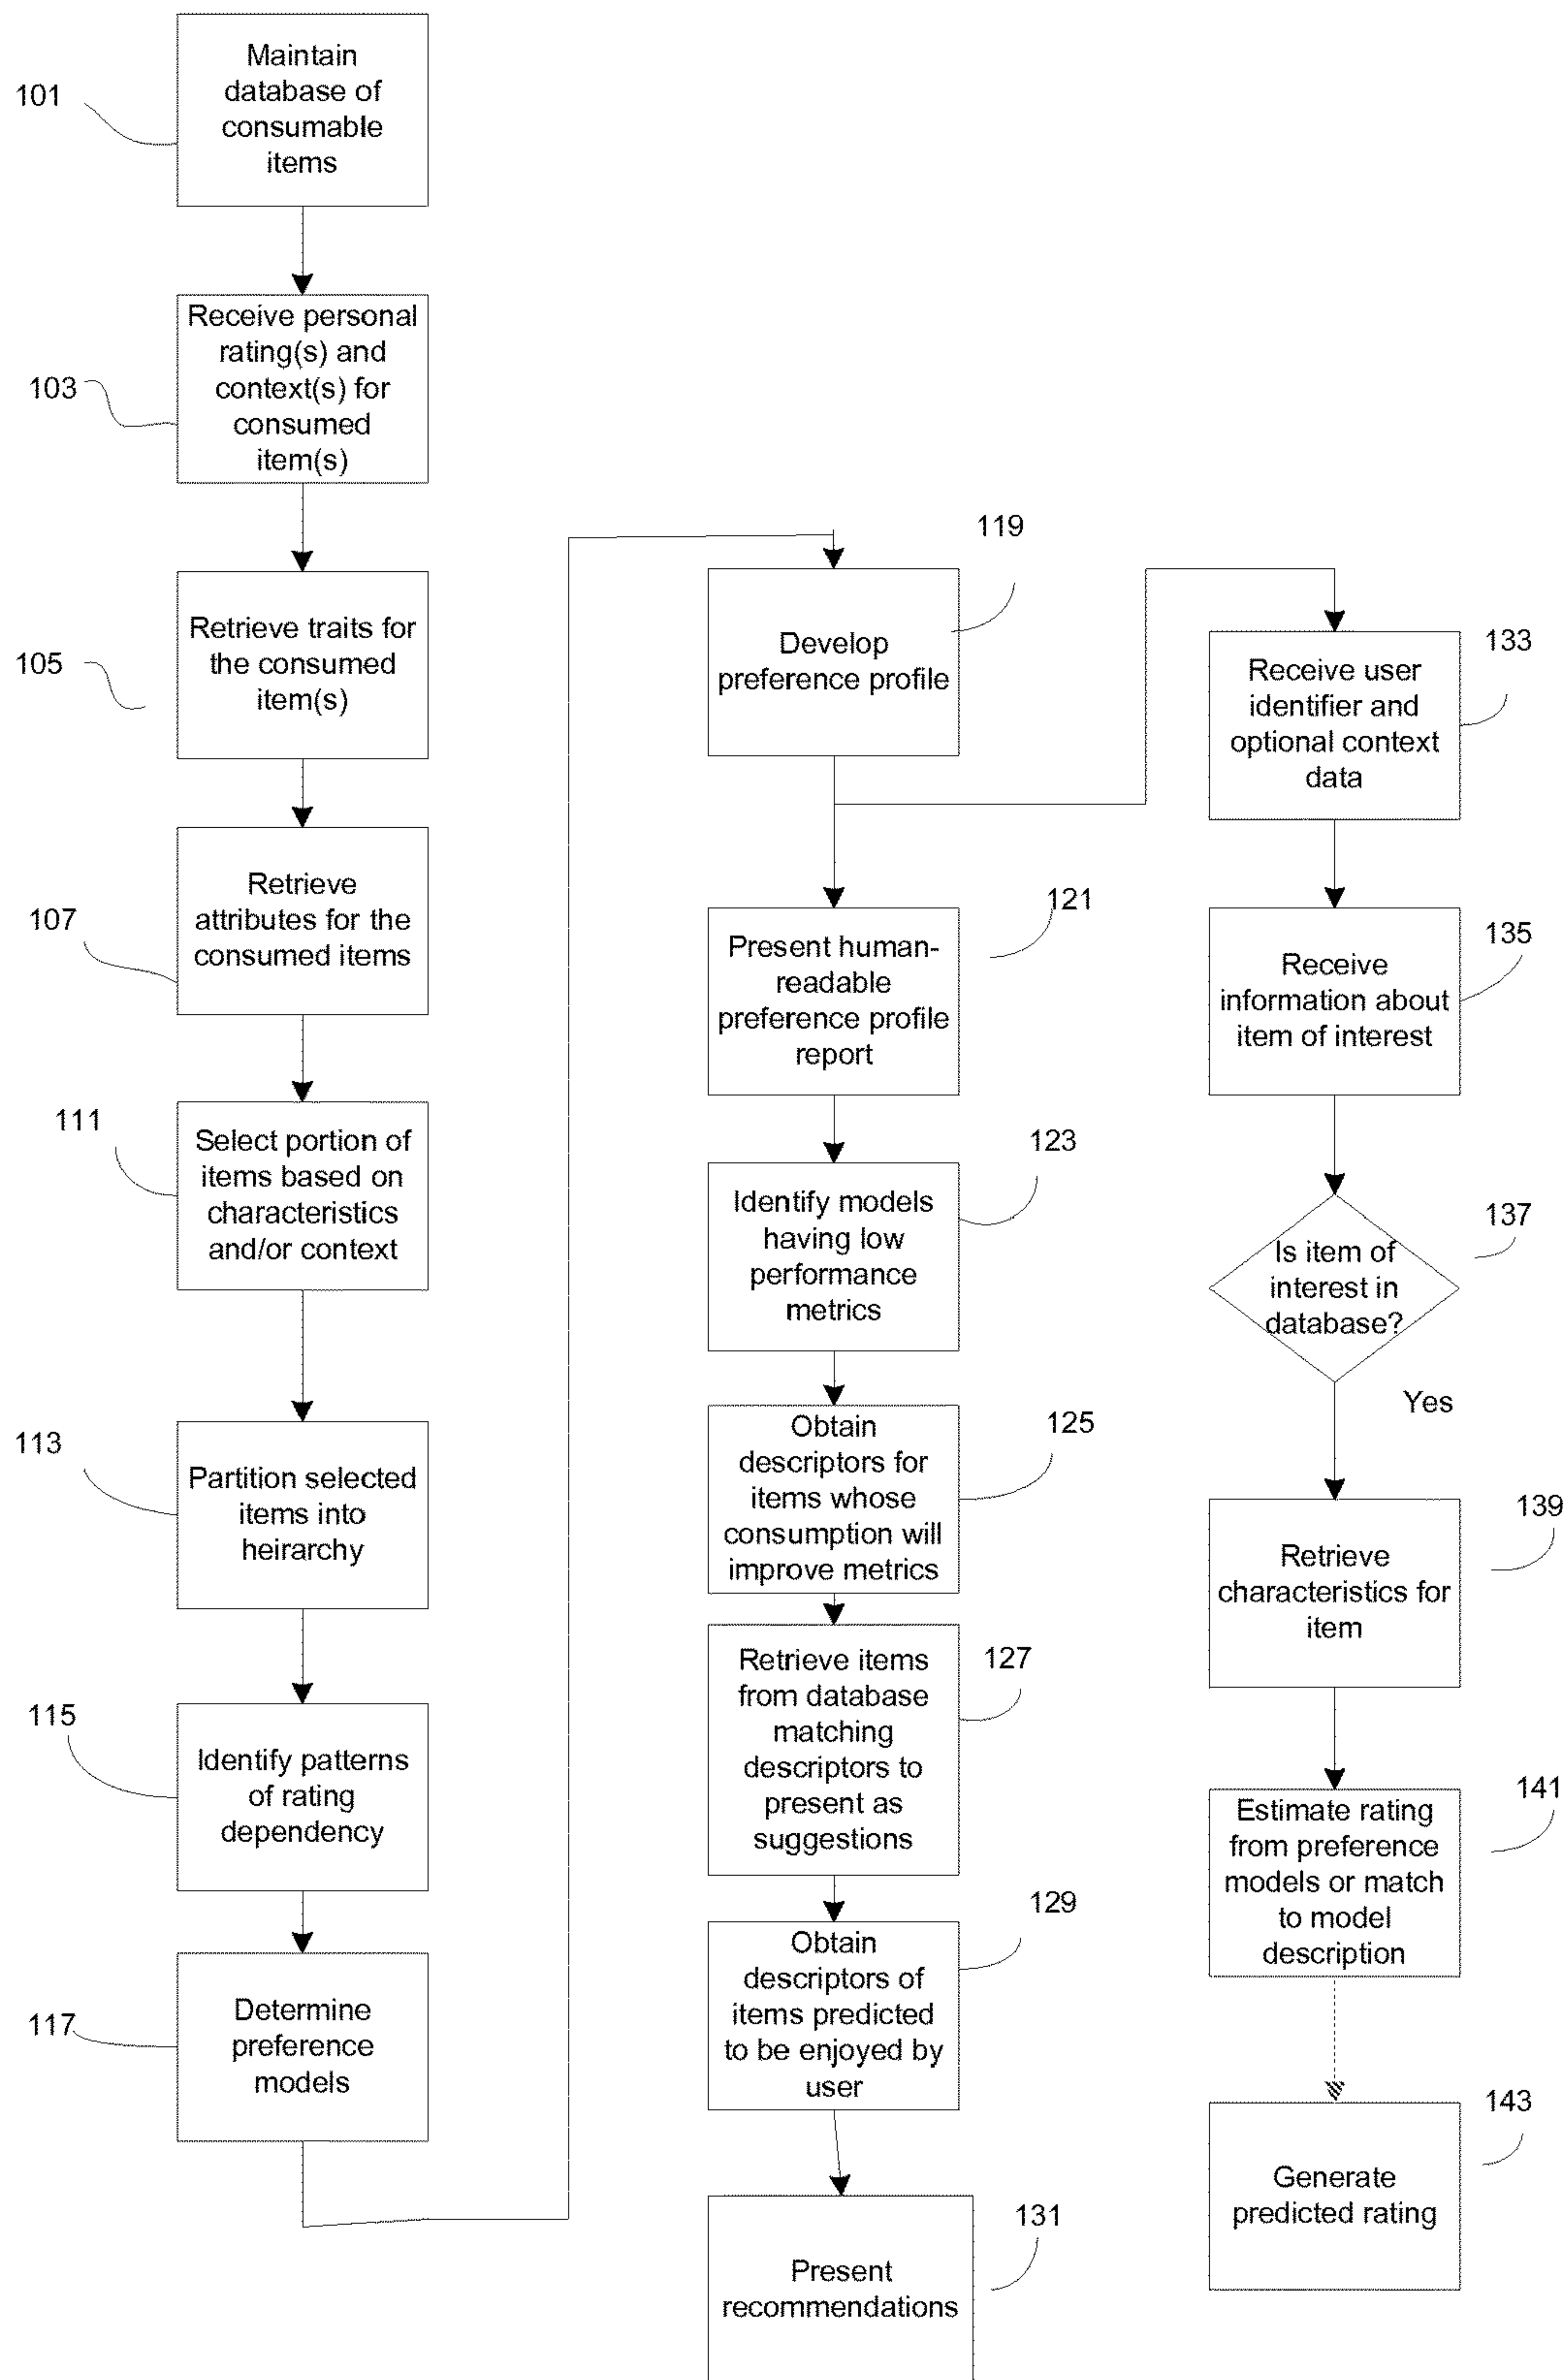 101
Maintain
database of
consumable
items
103
Receive personal
rating(s) and
context(s) for
consumed
item(s)
105
Retrieve traits for
the consumed
item(s)
107
Retrieve
attributes for the
consumed items
111
Select portion of
items based on
characteristics
and/or context
113
Partition selected
items into
heirarchy
115
Identify patterns
of rating
dependency
117
Determine
preference
models
119
Develop
preference profile
121
Present human-
readable
preference profile
report
123
Identify models
having low
performance
metrics
125
Obtain
descriptors for
items whose
consumption will
improve metrics
127
Retrieve items
from database
matching
descriptors to
present as
suggestions
129
Obtain
descriptors of
items predicted
to be enjoyed by
user
131
Present
recommendations
133
Receive user
identifier and
optional context
data
135
Receive
information about
item of interest
137
Is item of
interest in
database?
Yes
139
Retrieve
characteristics for
item
141
Estimate rating
from preference
models or match
to model
description
143
Generate
predicted rating